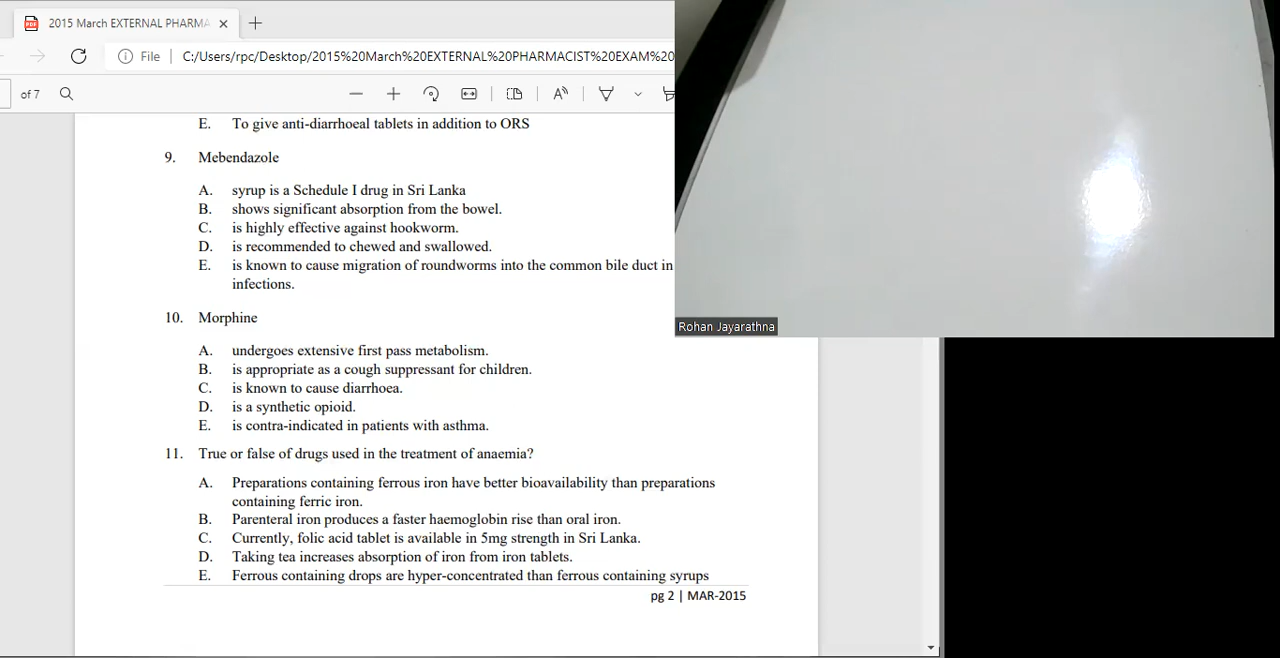 2015 March EXTERNAL PHARMA
File
C:/Users/rpc/Desktop/2015%20March%20EXTERNAL%20PHARMACIST%20EXAM%20
of 7
E. To give anti-diarrhoeal tablets in addition to ORS
9. Mebendazole
A. syrup is a Schedule I drug in Sri Lanka
B. shows significant absorption from the bowel.
C. is highly effective against hookworm.
D. is recommended to chewed and swallowed.
E. is known to cause migration of roundworms into the common bile duct in
infections.
Rohan Jayarathna
10. Morphine
A. undergoes extensive first pass metabolism.
B. is appropriate as a cough suppressant for children.
C. is known to cause diarrhoea.
D. is a synthetic opioid.
E. is contra-indicated in patients with asthma.
11. True or false of drugs used in the treatment of anaemia?
A. Preparations containing ferrous iron have better bioavailability than preparations
containing ferric iron.
B. Parenteral iron produces a faster haemoglobin rise than oral iron.
C. Currently, folic acid tablet is available in 5mg strength in Sri Lanka.
D. Taking tea increases absorption of iron from iron tablets.
E. Ferrous containing drops are hyper-concentrated than ferrous containing syrups
pg 2 | MAR-2015